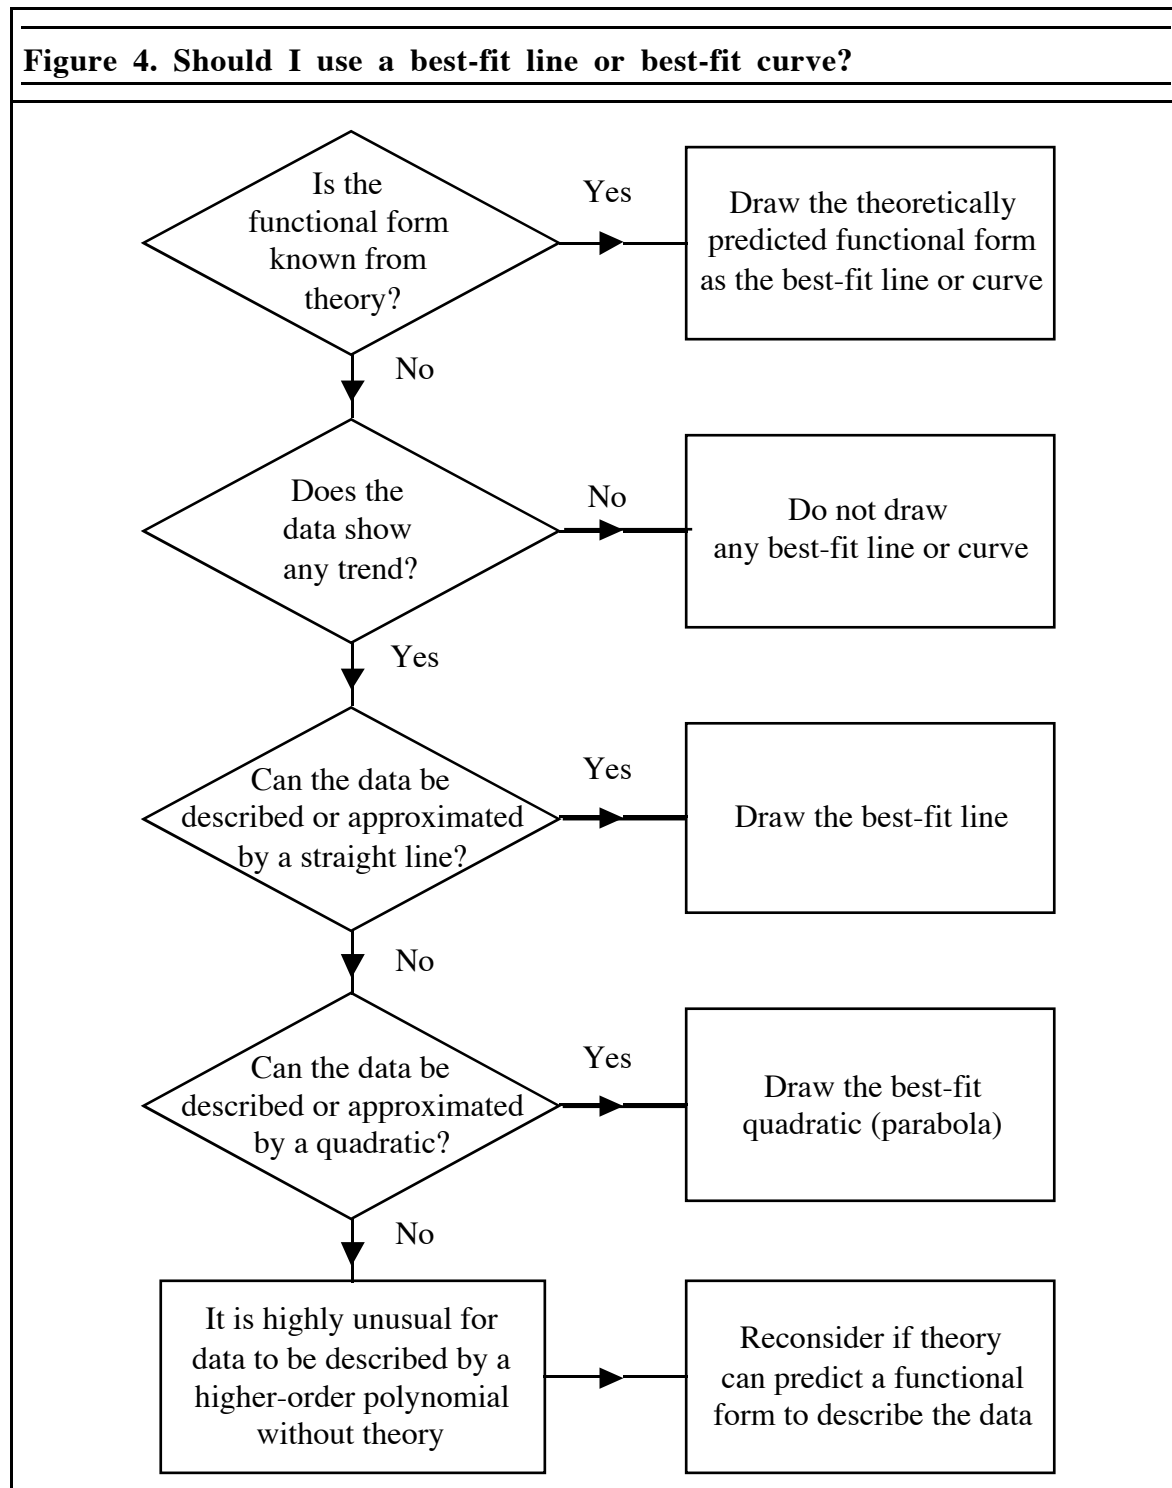 Figure 4. Should I use a best-fit line or best-fit curve?
Is the
functional form
known from
theory?
Yes
Draw the theoretically
predicted functional form
as the best-fit line or curve
No
Does the
data show
any trend?
No
Do not draw
any best-fit line or curve
Yes
Can the data be
described or approximated
by a straight line?
Yes
Draw the best-fit line
No
Can the data be
described or approximated
by a quadratic?
Yes
Draw the best-fit
quadratic (parabola)
No
It is highly unusual for
data to be described by a
higher-order polynomial
without theory
Reconsider if theory
can predict a functional
form to describe the data